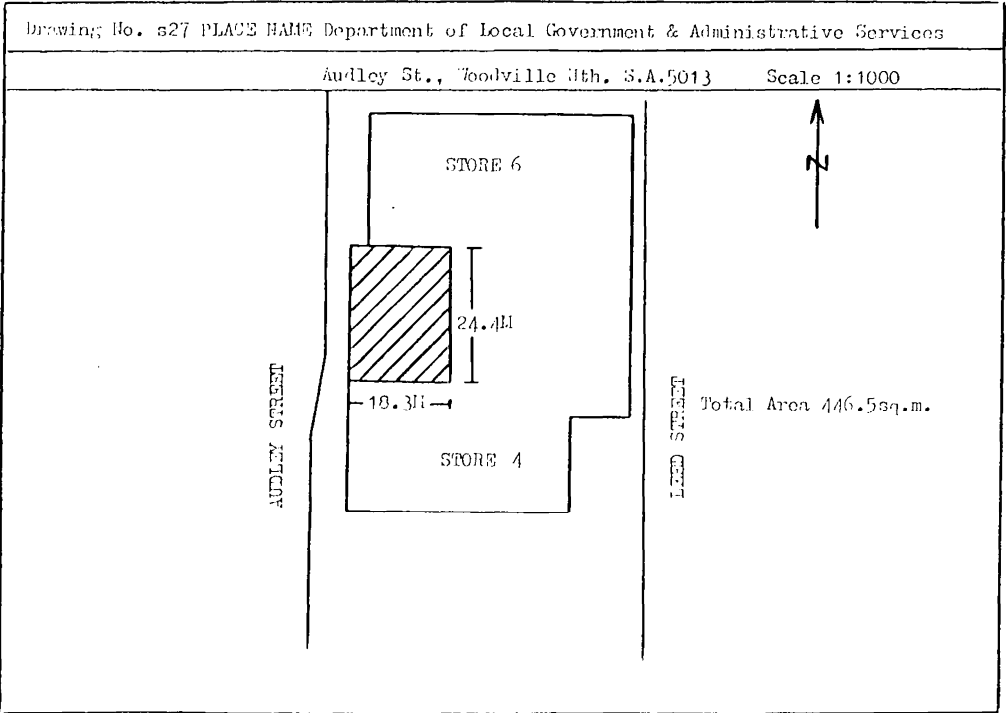 Drawing No. s27 PLACE NAME Department of Local Government & Administrative Services
Audley St., Woodville Nth. S.A.5013 Scale 1:1000
STORE 6
N
24.4M
18.3M
AUDLEY STREET
LEED STREET
Total Area 446.5sq.m.
STORE 4